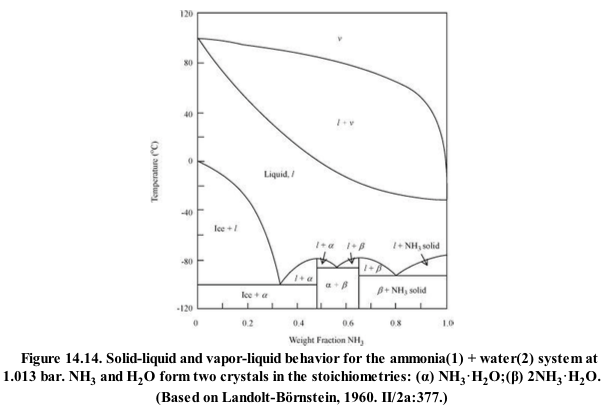 120
80
40
0
-40
-80
-120
Temperature (°C)
v
l + v
Liquid, l
Ice + l
l + α
l + β
l + NH3 solid
l + α
l + β
α + β
β + NH3 solid
Ice + α
0 0.2 0.4 0.6 0.8 1.0
Weight Fraction NH3
Figure 14.14. Solid-liquid and vapor-liquid behavior for the ammonia(1) + water(2) system at
1.013 bar. NH3 and H2O form two crystals in the stoichiometries: (α) NH3·H2O;(β) 2NH3·H2O.
(Based on Landolt-Börnstein, 1960. II/2a:377.)